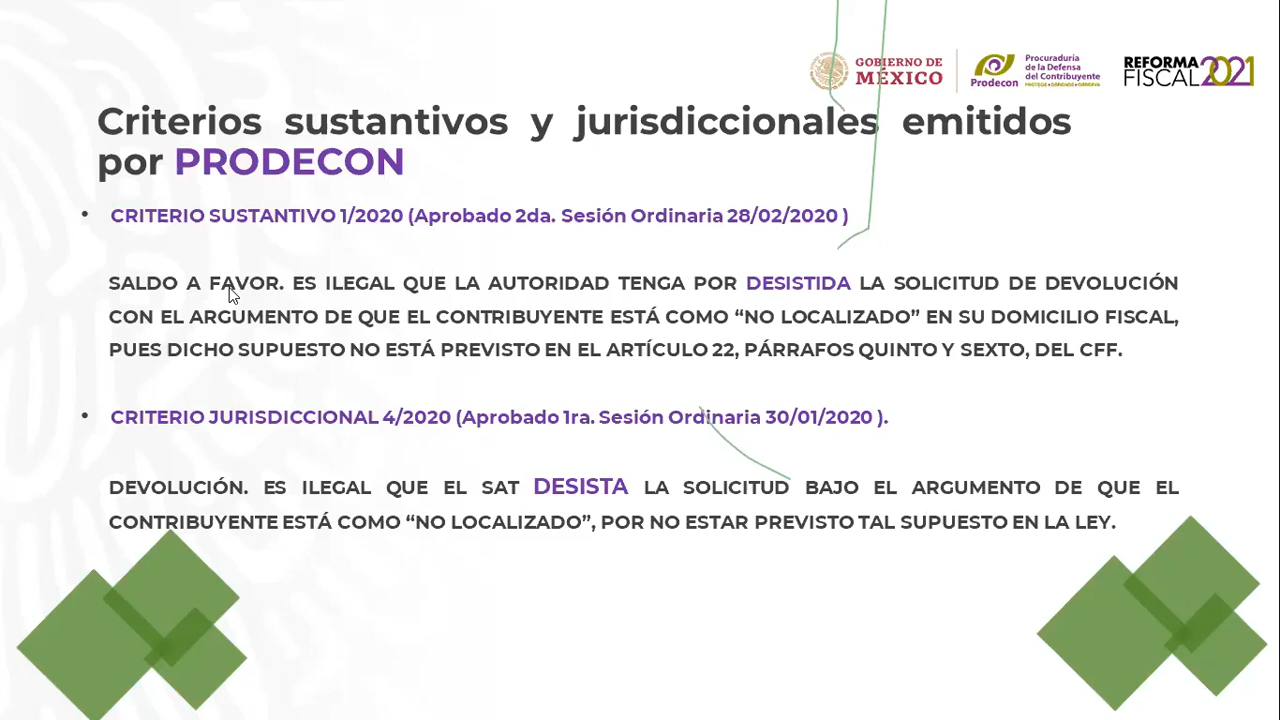 GOBIERNO DE
MÉXICO
Prodecon
Procuraduría
de la Defensa
del Contribuyente
PROTEGE • DEFIENDE • OBSERVA
REFORMA
FISCAL 2021
Criterios sustantivos y jurisdiccionales emitidos
por PRODECON
• CRITERIO SUSTANTIVO 1/2020 (Aprobado 2da. Sesión Ordinaria 28/02/2020 )
SALDO A FAVOR. ES ILEGAL QUE LA AUTORIDAD TENGA POR DESISTIDA LA SOLICITUD DE DEVOLUCIÓN
CON EL ARGUMENTO DE QUE EL CONTRIBUYENTE ESTÁ COMO “NO LOCALIZADO” EN SU DOMICILIO FISCAL,
PUES DICHO SUPUESTO NO ESTÁ PREVISTO EN EL ARTÍCULO 22, PÁRRAFOS QUINTO Y SEXTO, DEL CFF.
• CRITERIO JURISDICCIONAL 4/2020 (Aprobado 1ra. Sesión Ordinaria 30/01/2020 ).
DEVOLUCIÓN. ES ILEGAL QUE EL SAT DESISTA LA SOLICITUD BAJO EL ARGUMENTO DE QUE EL
CONTRIBUYENTE ESTÁ COMO “NO LOCALIZADO”, POR NO ESTAR PREVISTO TAL SUPUESTO EN LA LEY.